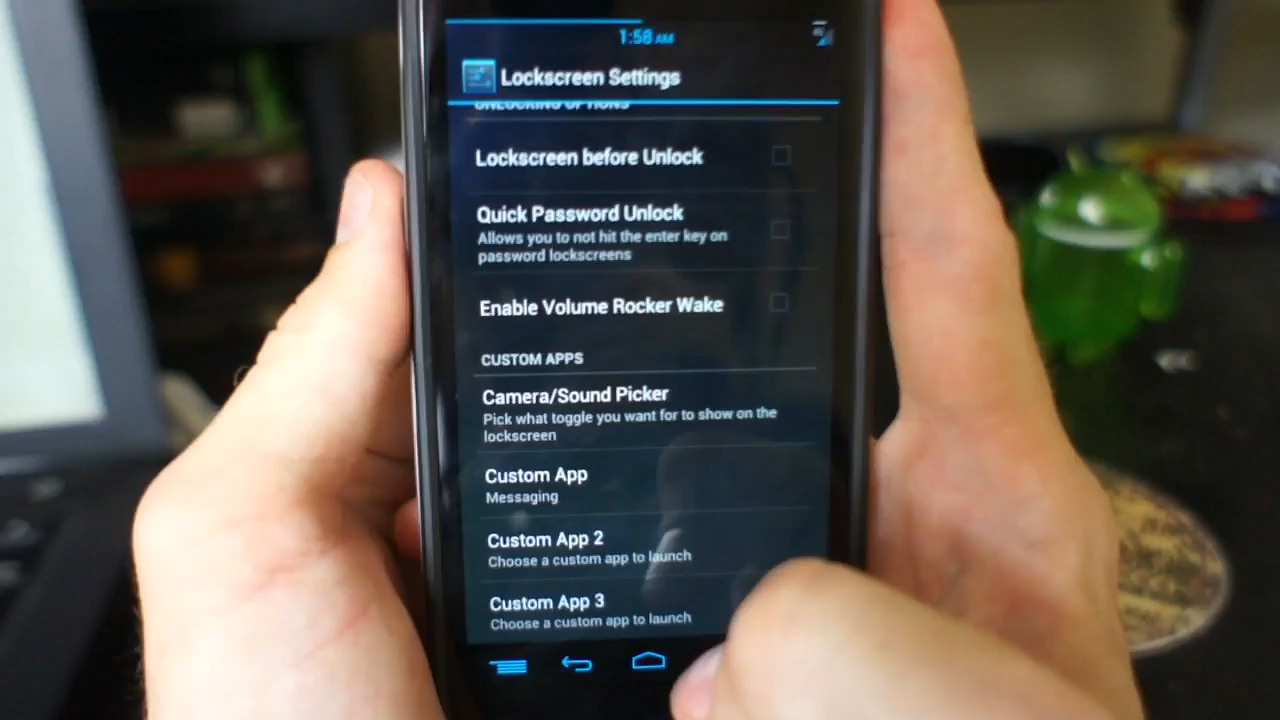 1:58 AM
Lockscreen Settings
UNLOCKING OPTIONS
Lockscreen before Unlock
Quick Password Unlock
Allows you to not hit the enter key on
password lockscreens
Enable Volume Rocker Wake
CUSTOM APPS
Camera/Sound Picker
Pick what toggle you want for to show on the
lockscreen
Custom App
Messaging
Custom App 2
Choose a custom app to launch
Custom App 3
Choose a custom app to launch